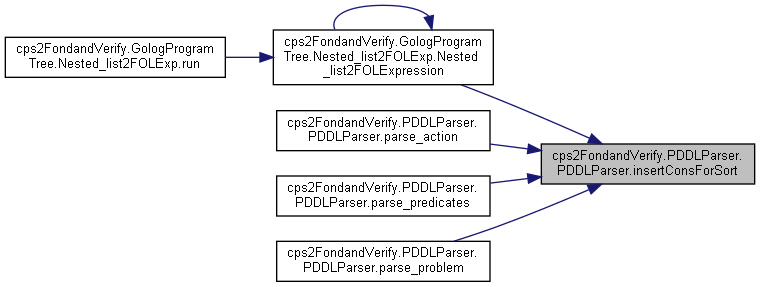 cps2FondandVerify.GologProgram
Tree.Nested_list2FOLExp.run
cps2FondandVerify.GologProgram
Tree.Nested_list2FOLExp.Nested
_list2FOLExpression
cps2FondandVerify.PDDLParser.
PDDLParser.parse_action
cps2FondandVerify.PDDLParser.
PDDLParser.insertConsForSort
cps2FondandVerify.PDDLParser.
PDDLParser.parse_predicates
cps2FondandVerify.PDDLParser.
PDDLParser.parse_problem